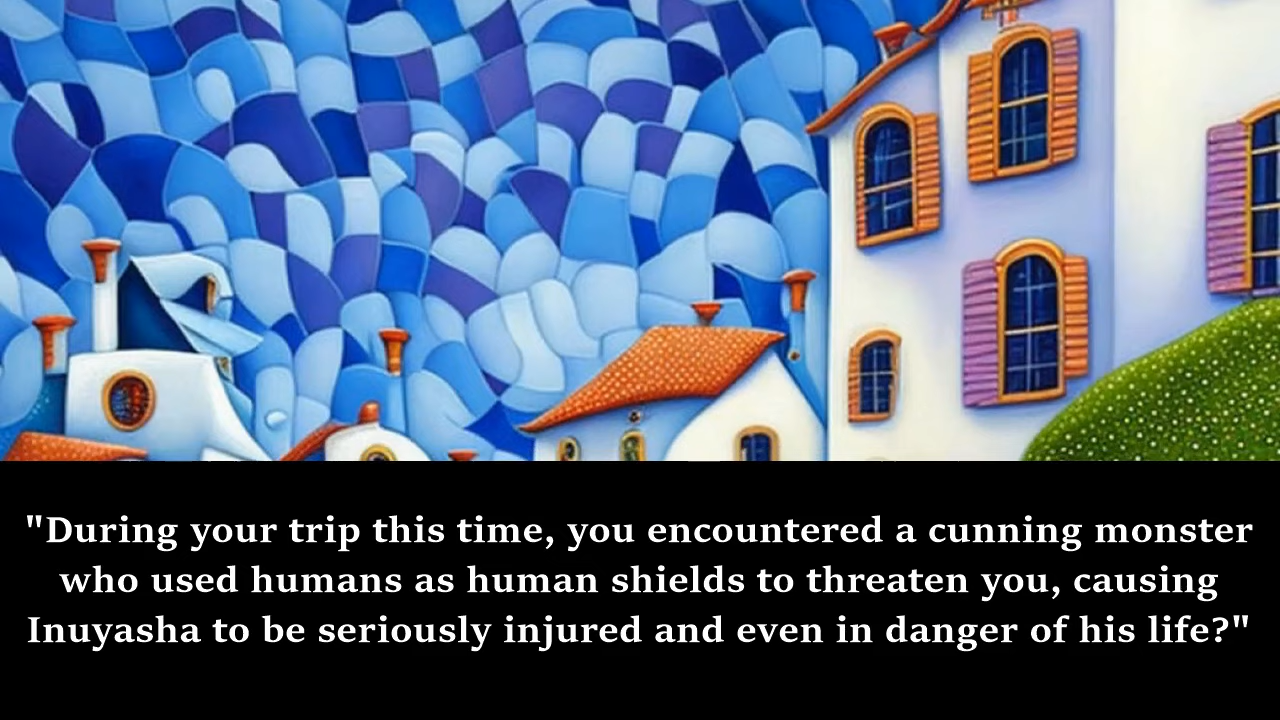 "During your trip this time, you encountered a cunning monster
who used humans as human shields to threaten you, causing
Inuyasha to be seriously injured and even in danger of his life?"